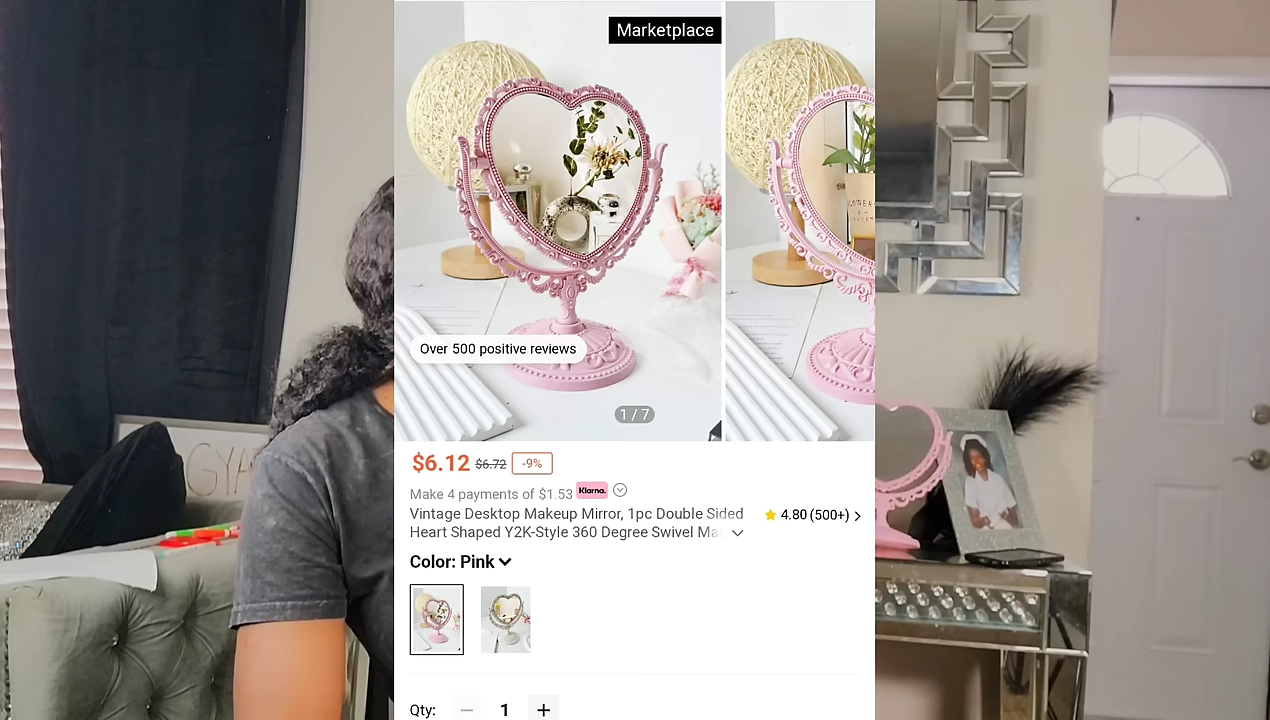 Marketplace
Over 500 positive reviews
1 / 7
$6.12 $6.72 -9%
Make 4 payments of $1.53 Klarna.
Vintage Desktop Makeup Mirror, 1pc Double Sided
Heart Shaped Y2K-Style 360 Degree Swivel Mag
4.80 (500+)
Color: Pink
Qty: 1
GYA